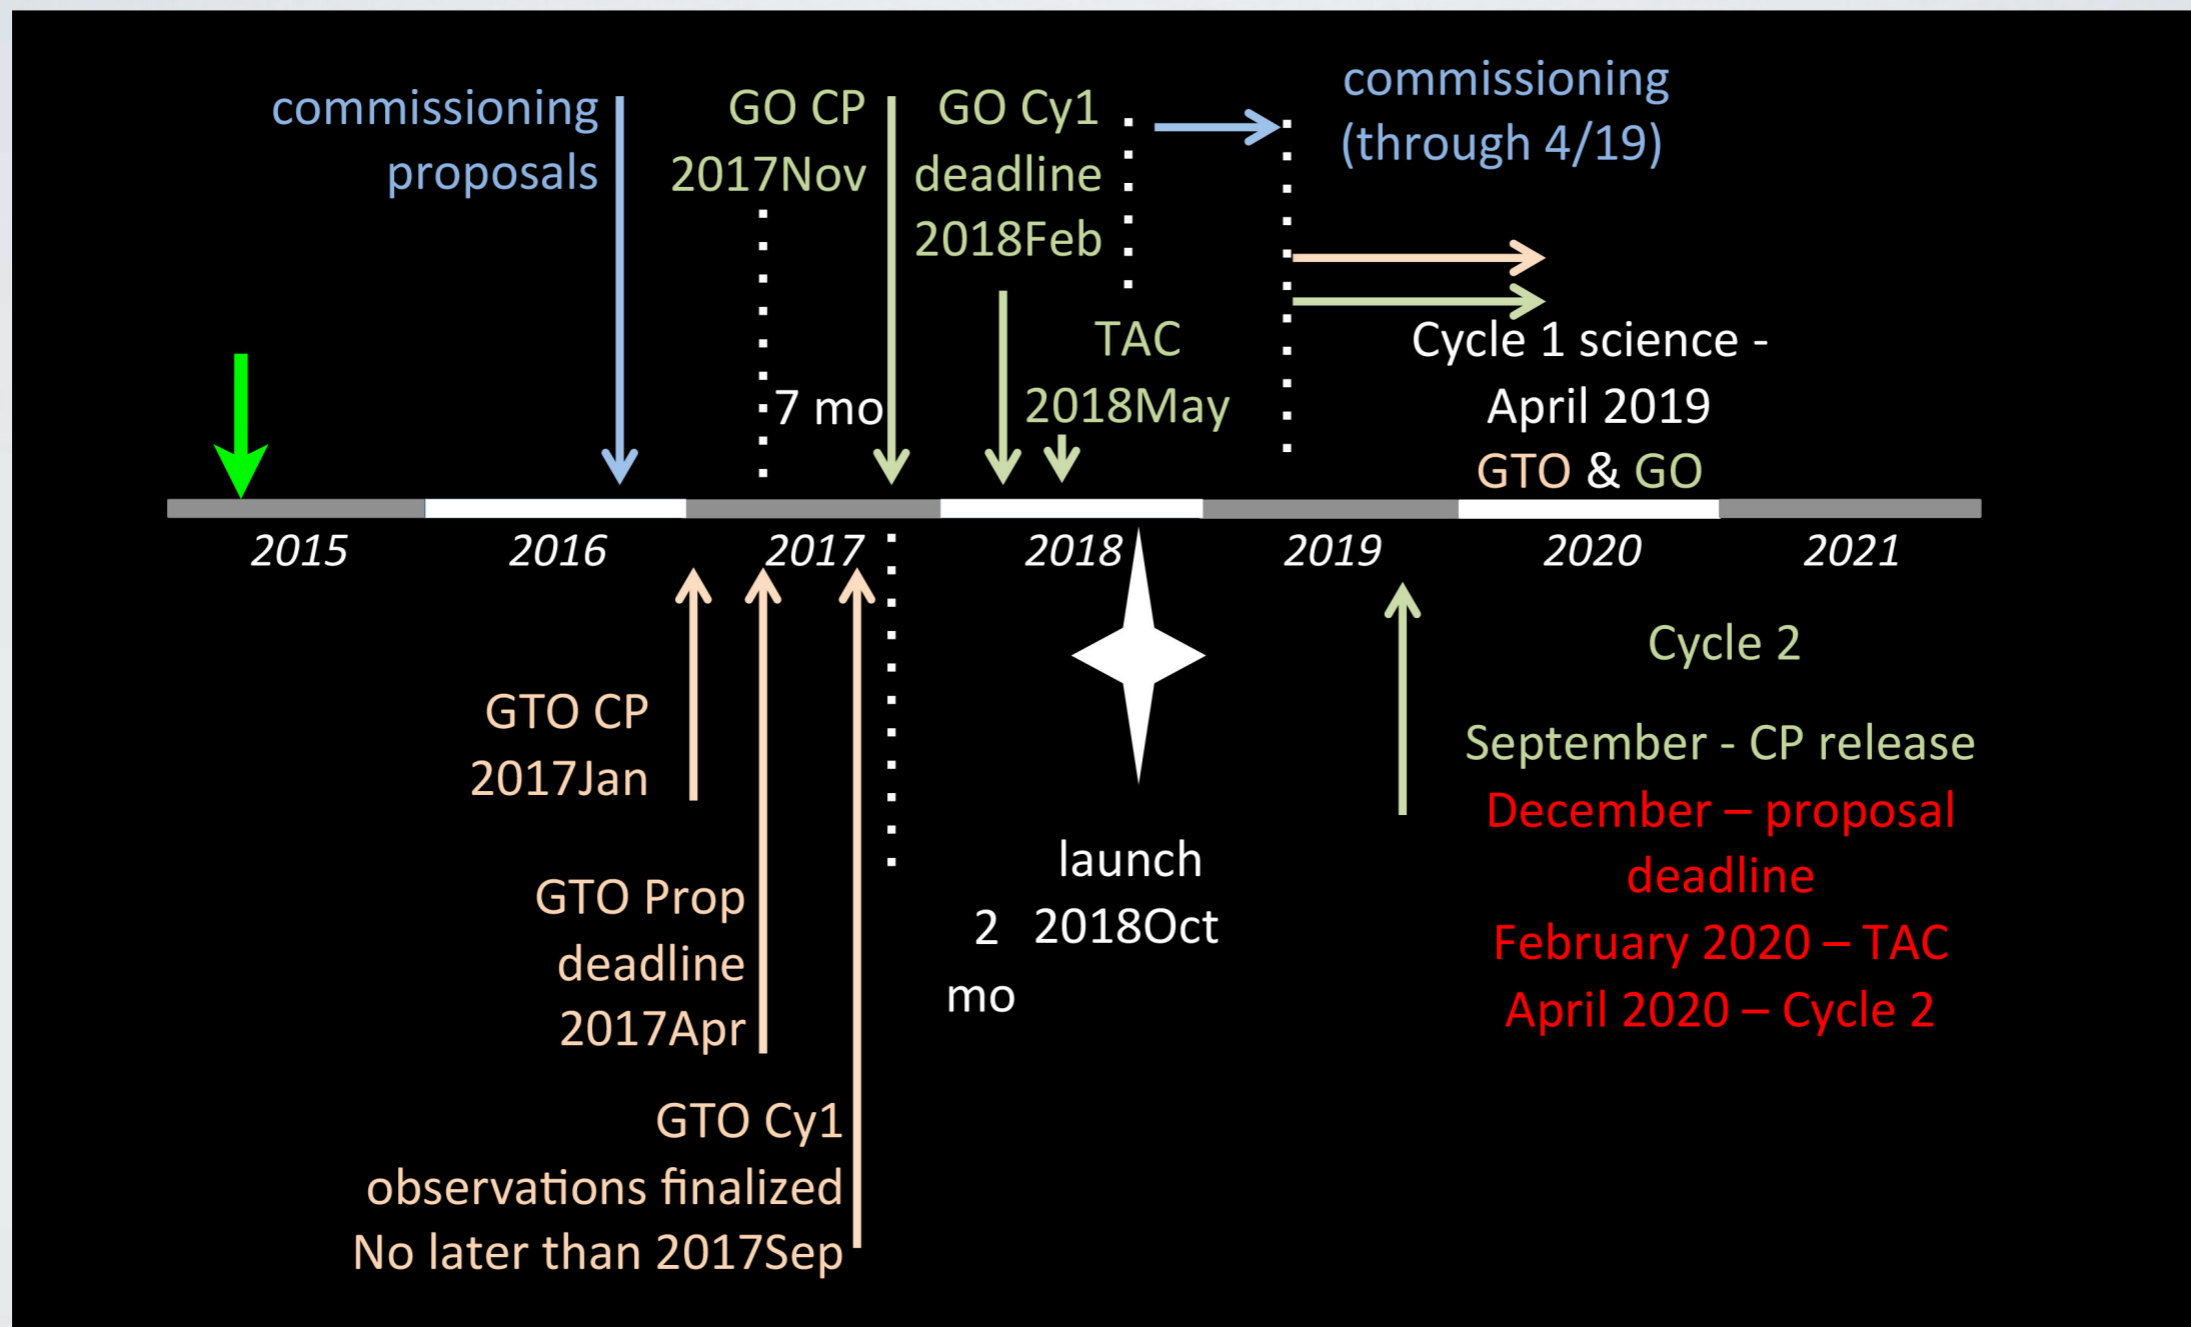 commissioning
proposals
GO CP
2017Nov
GO Cy1
deadline
2018Feb
commissioning
(through 4/19)
7 mo
TAC
2018May
Cycle 1 science -
April 2019
GTO & GO
2015
2016
2017
2018
2019
2020
2021
GTO CP
2017Jan
GTO Prop
deadline
2017Apr
GTO Cy1
observations finalized
No later than 2017Sep
2
mo
launch
2018Oct
Cycle 2
September - CP release
December – proposal
deadline
February 2020 – TAC
April 2020 – Cycle 2